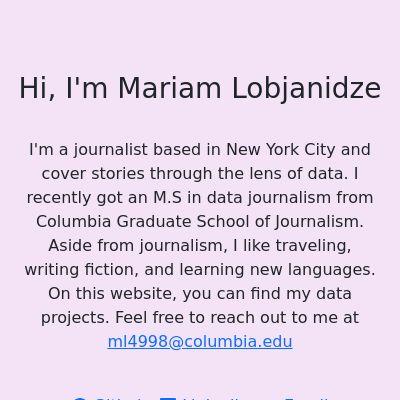 Hi, I'm Mariam Lobjanidze
I'm a journalist based in New York City and
cover stories through the lens of data. I
recently got an M.S in data journalism from
Columbia Graduate School of Journalism.
Aside from journalism, I like traveling,
writing fiction, and learning new languages.
On this website, you can find my data
projects. Feel free to reach out to me at
ml4998@columbia.edu